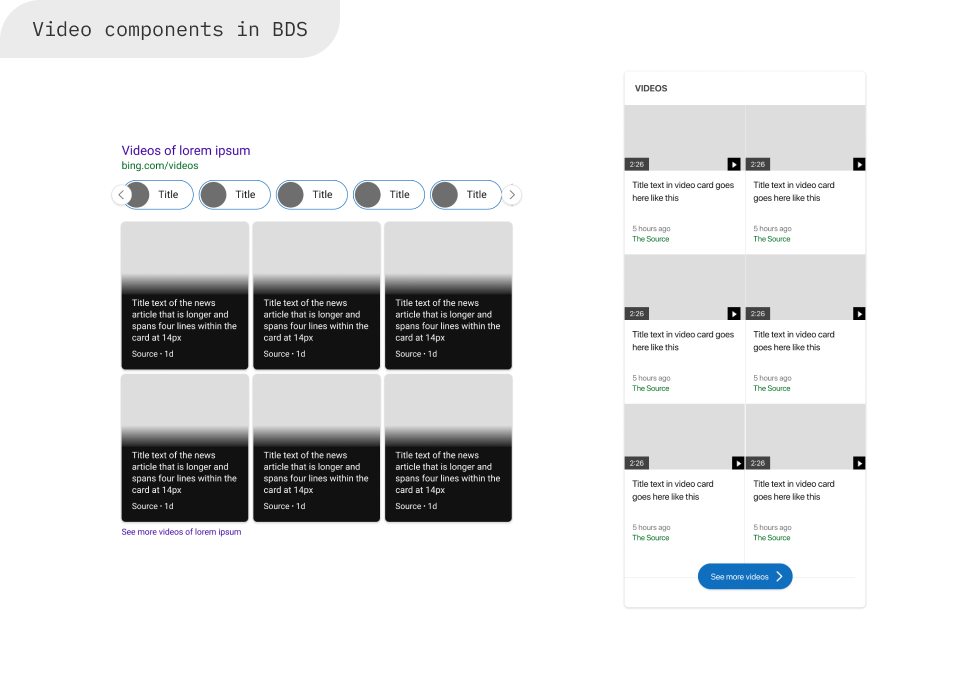 Video components in BDS
Videos of lorem ipsum
bing.com/videos
Title Title Title Title Title
Title text of the news
article that is longer and
spans four lines within the
card at 14px
Source · 1d
Title text of the news
article that is longer and
spans four lines within the
card at 14px
Source · 1d
Title text of the news
article that is longer and
spans four lines within the
card at 14px
Source · 1d
Title text of the news
article that is longer and
spans four lines within the
card at 14px
Source · 1d
Title text of the news
article that is longer and
spans four lines within the
card at 14px
Source · 1d
Title text of the news
article that is longer and
spans four lines within the
card at 14px
Source · 1d
See more videos of lorem ipsum
VIDEOS
2:26
Title text in video card goes
here like this
5 hours ago
The Source
2:26
Title text in video card
goes here like this
5 hours ago
The Source
2:26
Title text in video card goes
here like this
5 hours ago
The Source
2:26
Title text in video card
goes here like this
5 hours ago
The Source
2:26
Title text in video card
goes here like this
5 hours ago
The Source
2:26
Title text in video card
goes here like this
5 hours ago
The Source
See more videos